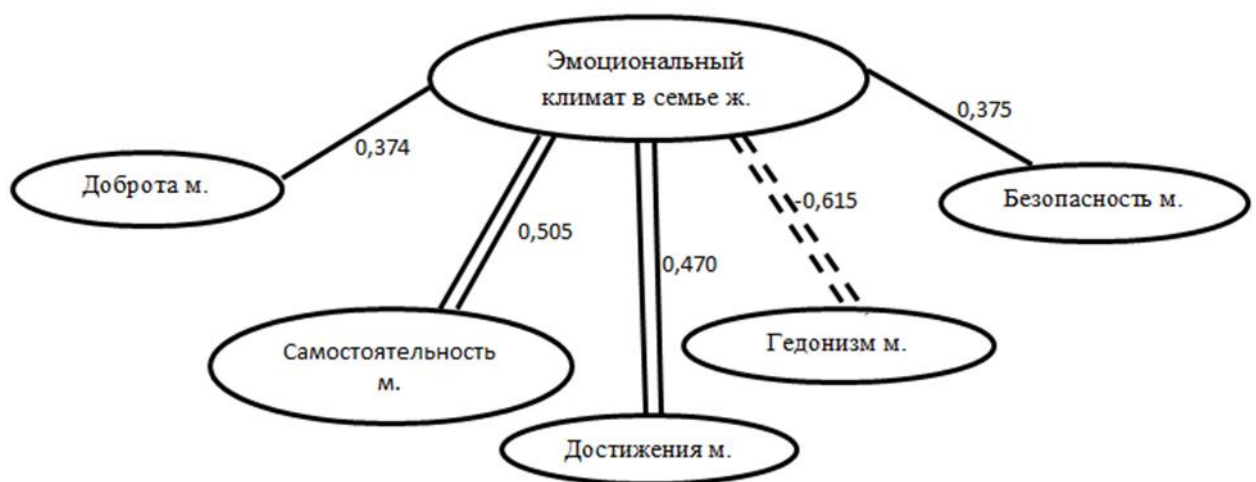 Эмоциональный
климат в семье ж.
0,375
0,374
Доброта м.
Безопасность м.
-0,615
0,505
0,470
Самостоятельность
м.
Гедонизм м.
Достижения м.